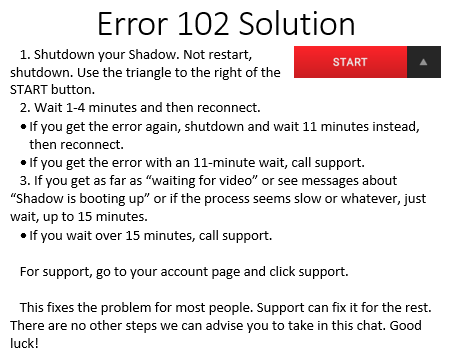 Error 102 Solution
1. Shutdown your Shadow. Not restart,
shutdown. Use the triangle to the right of the
START button.
START ▲
2. Wait 1-4 minutes and then reconnect.
• If you get the error again, shutdown and wait 11 minutes instead,
then reconnect.
• If you get the error with an 11-minute wait, call support.
3. If you get as far as “waiting for video” or see messages about
“Shadow is booting up” or if the process seems slow or whatever, just
wait, up to 15 minutes.
• If you wait over 15 minutes, call support.
For support, go to your account page and click support.
This fixes the problem for most people. Support can fix it for the rest.
There are no other steps we can advise you to take in this chat. Good
luck!